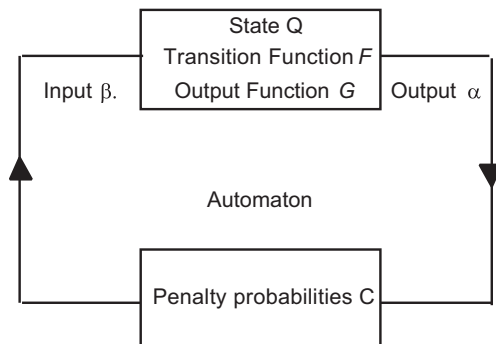 State Q
Transition Function F
Input β.
Output Function G
Output α
Automaton
Penalty probabilities C